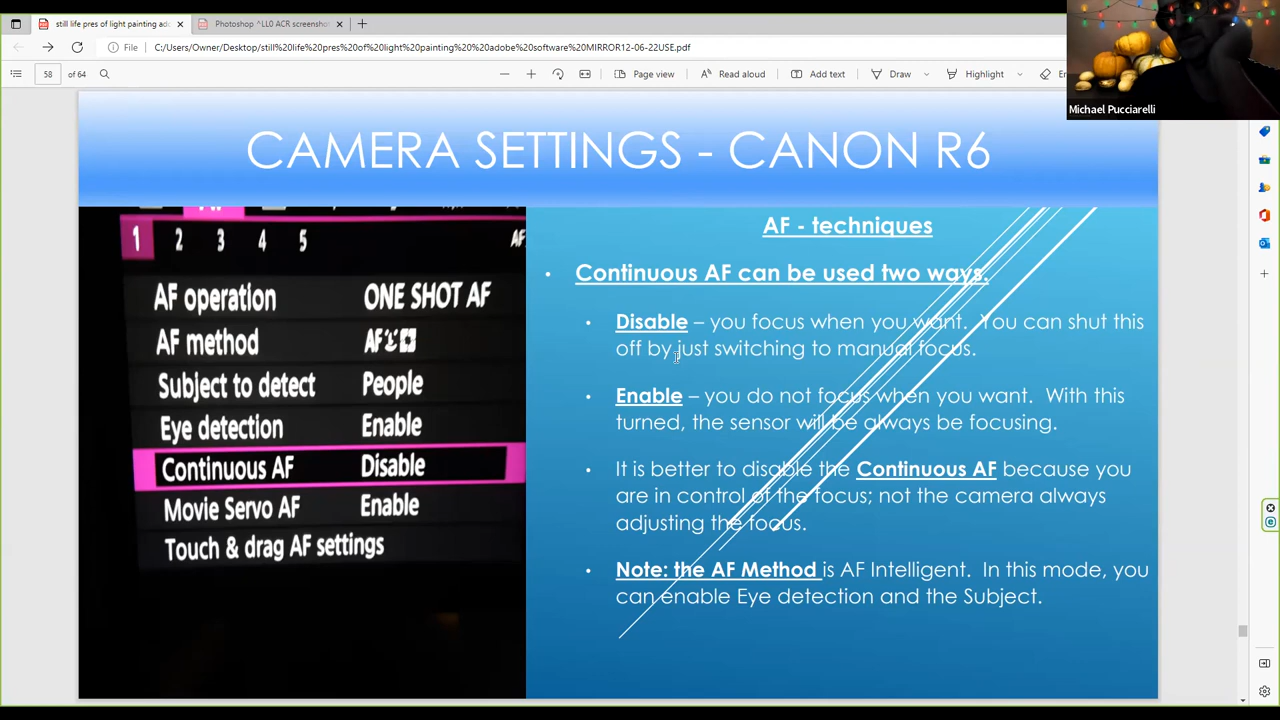 still life pres of light painting ado
Photoshop ^LL0 ACR screenshot
File
C:/Users/Owner/Desktop/still%20life%20pres%20of%20light%20painting%20%20adobe%20software%20MIRROR12-06-22USE.pdf
58 of 64
Page view
Read aloud
Add text
Draw
Highlight
Er
Michael Pucciarelli
CAMERA SETTINGS - CANON R6
1 2 3 4 5 AF
AF operation ONE SHOT AF
AF method AF
Subject to detect People
Eye detection Enable
Continuous AF Disable
Movie Servo AF Enable
Touch & drag AF settings
AF - techniques
• Continuous AF can be used two ways.
• Disable – you focus when you want. You can shut this
off by just switching to manual focus.
• Enable – you do not focus when you want. With this
turned, the sensor will be always be focusing.
• It is better to disable the Continuous AF because you
are in control of the focus; not the camera always
adjusting the focus.
• Note: the AF Method is AF Intelligent. In this mode, you
can enable Eye detection and the Subject.